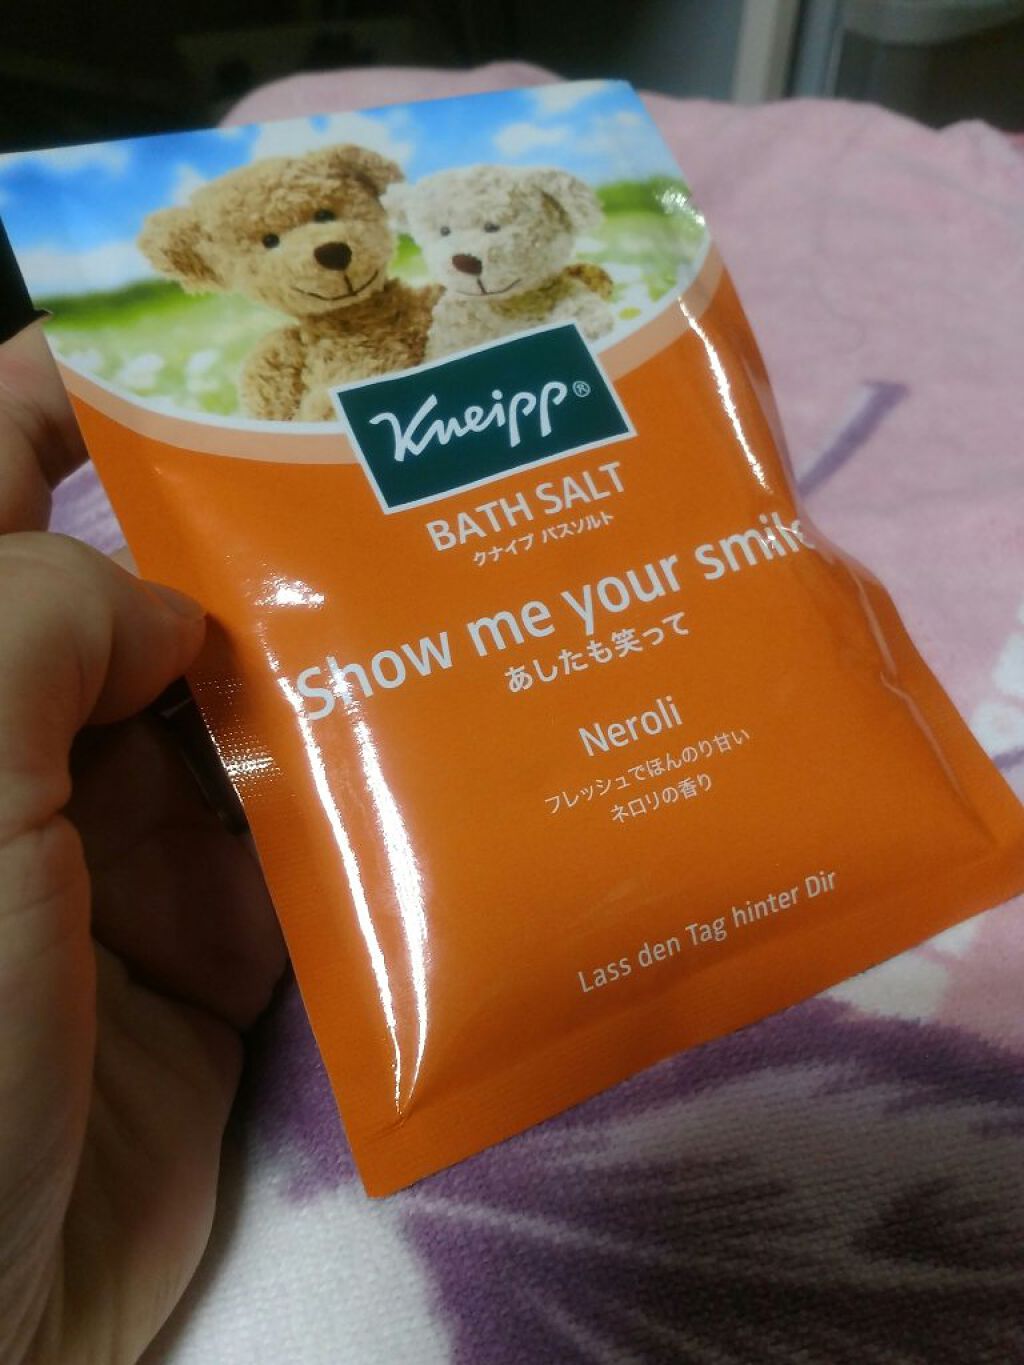 Kneipp®
BATH SALT
クナイプ バスソルト
Show me your smile
あしたも笑って
Neroli
フレッシュでほんのり甘い
ネロリの香り
Lass den Tag hinter Dir